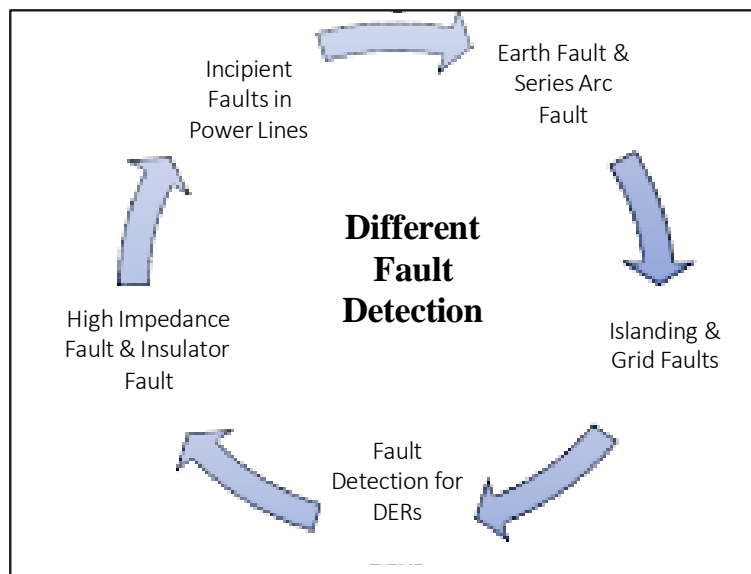 Incipient
Faults in
Power Lines
Earth Fault &
Series Arc
Fault
Different
Fault
Detection
Islanding &
Grid Faults
Fault
Detection for
DERs
High Impedance
Fault & Insulator
Fault